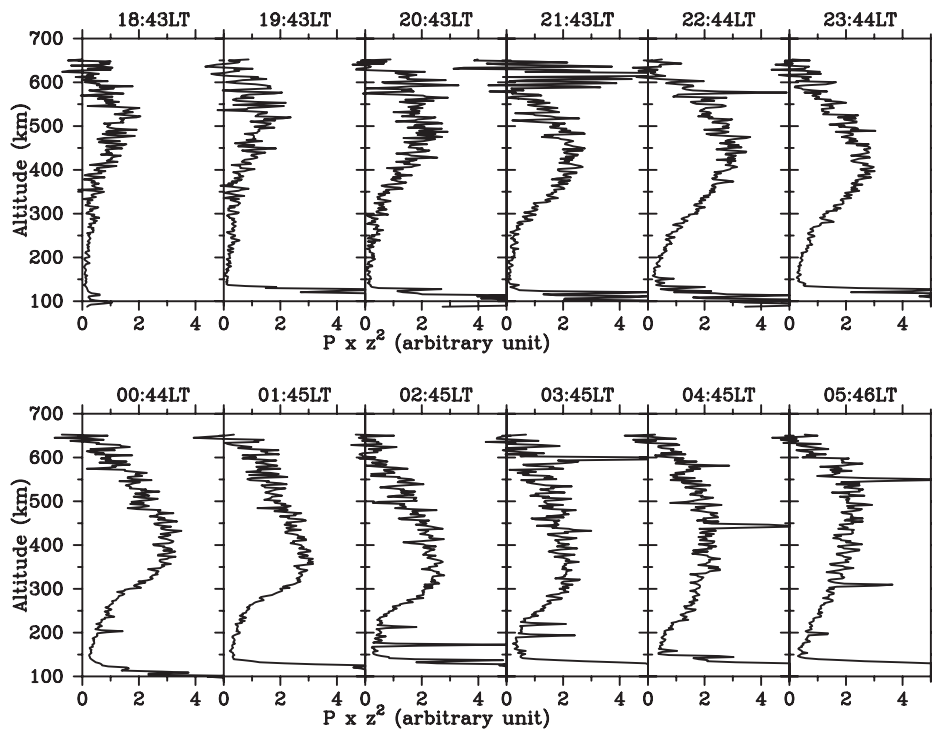 18:43LT 19:43LT 20:43LT 21:43LT 22:44LT 23:44LT
700
600
500
400
300
200
100
Altitude (km)
0 2 4 0 2 4 0 2 4 0 2 4 0 2 4 0 2 4
P x z² (arbitrary unit)
00:44LT 01:45LT 02:45LT 03:45LT 04:45LT 05:46LT
700
600
500
400
300
200
100
Altitude (km)
0 2 4 0 2 4 0 2 4 0 2 4 0 2 4 0 2 4
P x z² (arbitrary unit)